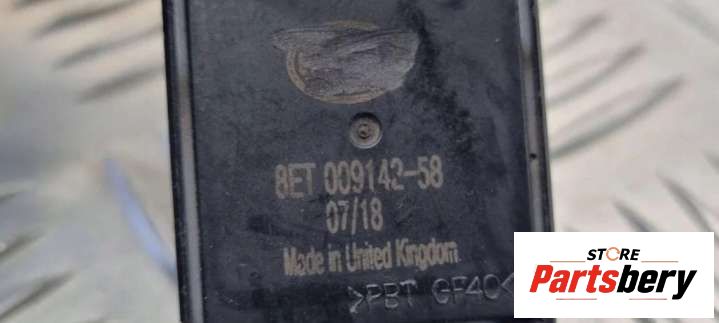 8ET 009142-58
07/18
Made in United Kingdom
>PBT GF40<
STORE
Partsbery